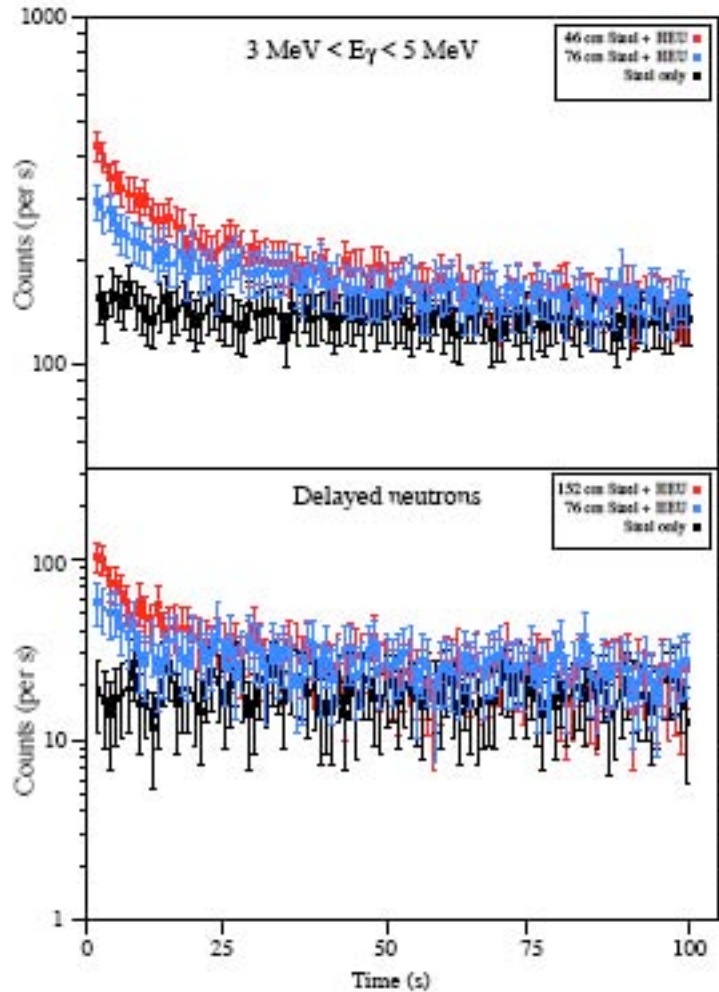 1000
3 MeV < Eγ < 5 MeV
46 cm Steel + HEU
76 cm Steel + HEU
Steel only
Counts (per s)
100
Delayed neutrons
152 cm Steel + HEU
76 cm Steel + HEU
Steel only
100
Counts (per s)
10
1
0 25 50 75 100
Time (s)